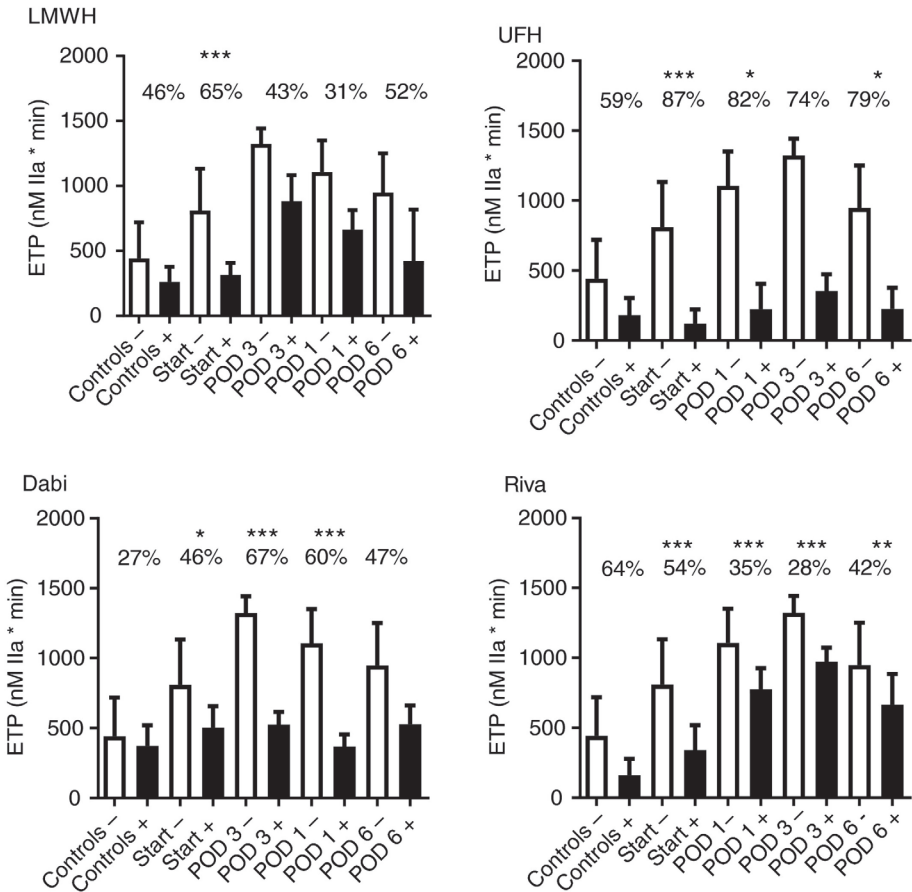 LMWH
***
46% 65% 43% 31% 52%
2000
1500
1000
500
0
ETP (nM IIa * min)
Controls –
Controls +
Start –
Start +
POD 3 –
POD 3 +
POD 1 –
POD 1 +
POD 6 –
POD 6 +
UFH
*** * *
59% 87% 82% 74% 79%
2000
1500
1000
500
0
ETP (nM IIa * min)
Controls –
Controls +
Start –
Start +
POD 1 –
POD 1 +
POD 3 –
POD 3 +
POD 6 –
POD 6 +
Dabi
* *** ***
27% 46% 67% 60% 47%
2000
1500
1000
500
0
ETP (nM IIa * min)
Controls –
Controls +
Start –
Start +
POD 3 –
POD 3 +
POD 1 –
POD 1 +
POD 6 –
POD 6 +
Riva
*** *** *** **
64% 54% 35% 28% 42%
2000
1500
1000
500
0
ETP (nM IIa * min)
Controls –
Controls +
Start –
Start +
POD 1 –
POD 1 +
POD 3 –
POD 3 +
POD 6 -
POD 6 +